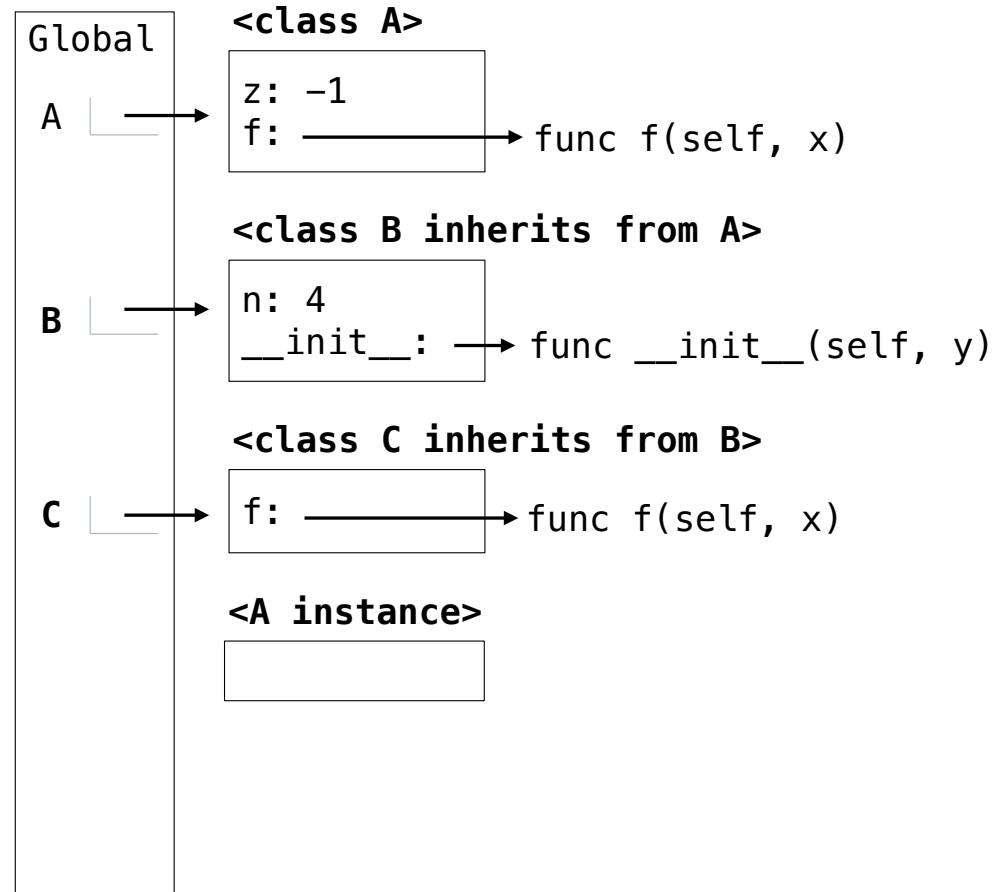 Global
<class A>
A
z: −1
f:
func f(self, x)
<class B inherits from A>
B
n: 4
__init__:
func __init__(self, y)
<class C inherits from B>
C
f:
func f(self, x)
<A instance>